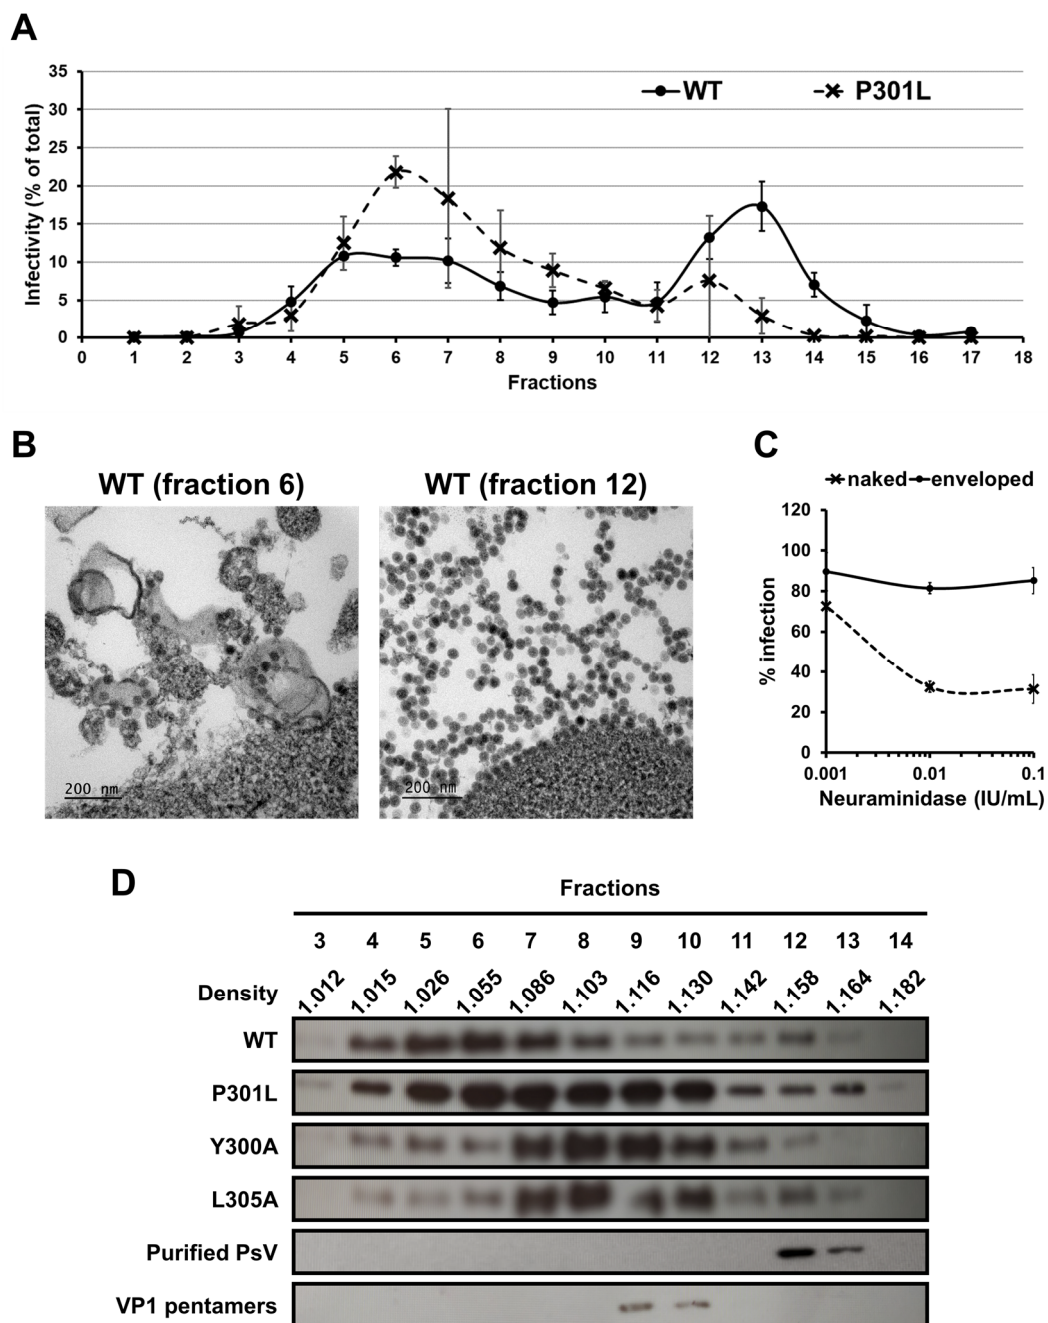 A
35
30
25
20
15
10
5
0
Infectivity (% of total)
WT P301L
0 1 2 3 4 5 6 7 8 9 10 11 12 13 14 15 16 17 18
Fractions
B
WT (fraction 6) WT (fraction 12)
200 nm 200 nm
C
naked enveloped
120
100
80
60
40
20
0
% infection
0.001 0.01 0.1
Neuraminidase (IU/mL)
D
Fractions
3 4 5 6 7 8 9 10 11 12 13 14
Density 1.012 1.015 1.026 1.055 1.086 1.103 1.116 1.130 1.142 1.158 1.164 1.182
WT
P301L
Y300A
L305A
Purified PsV
VP1 pentamers